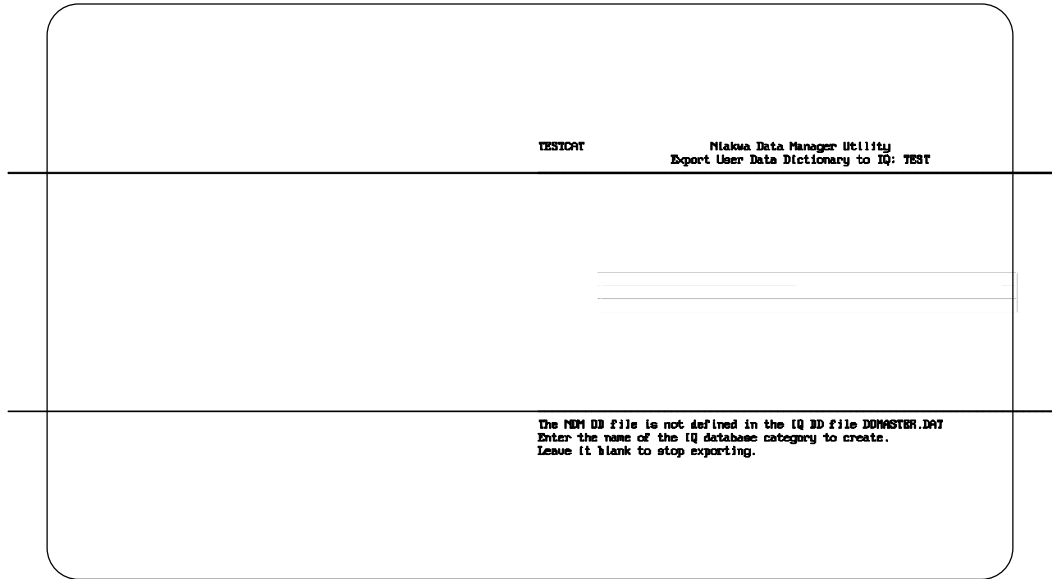 TESTCAT Niakwa Data Manager Utility
Export User Data Dictionary to IQ: TEST
The NDM DD file is not defined in the IQ DD file DDMASTER.DAT
Enter the name of the IQ database category to create.
Leave it blank to stop exporting.